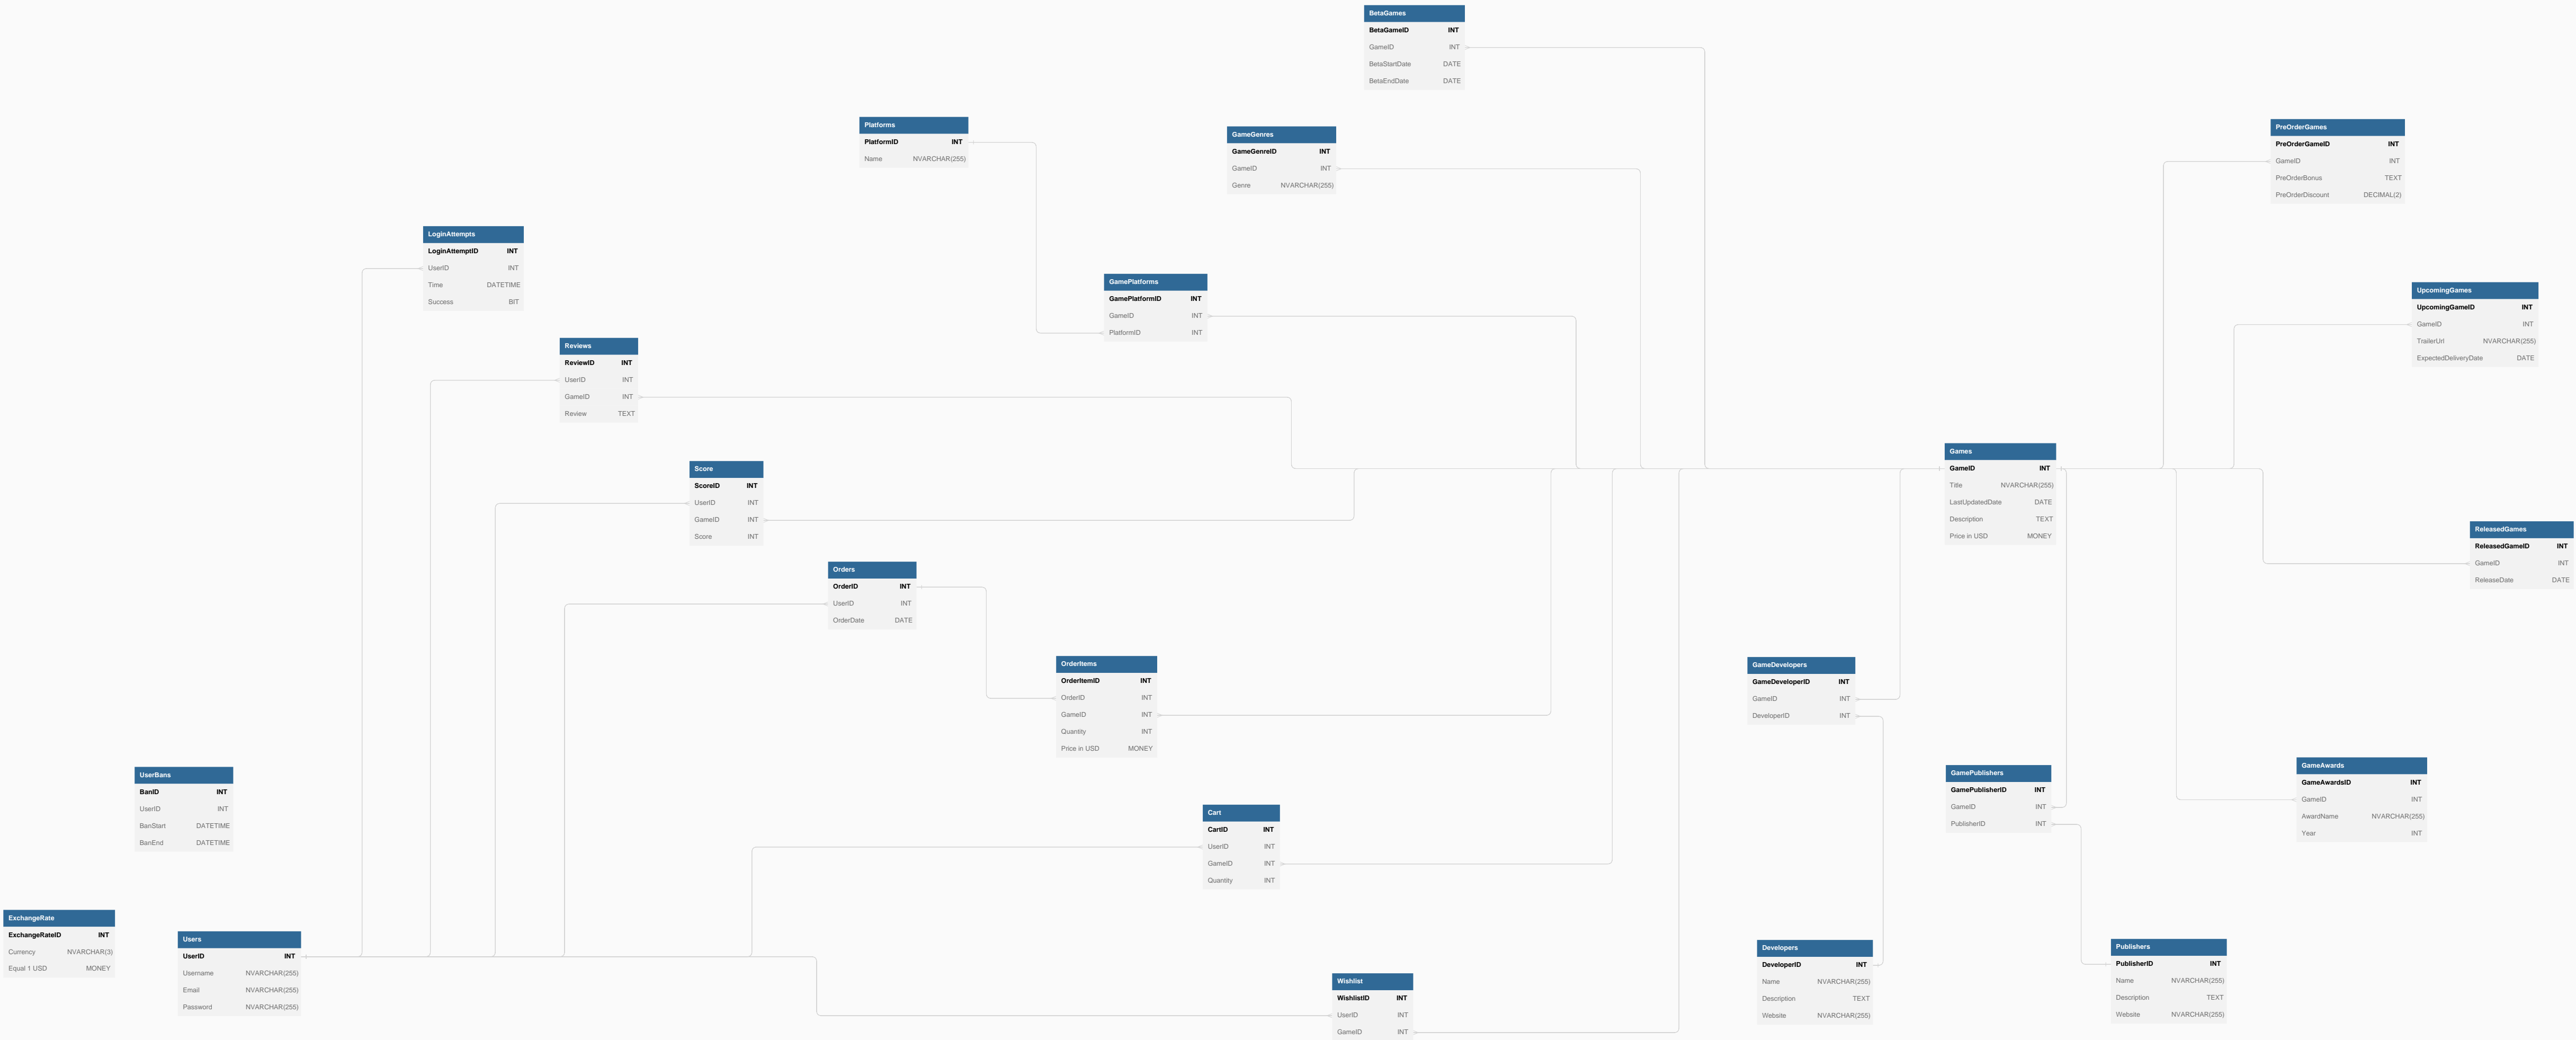 BetaGames
BetaGameID INT
GameID INT
BetaStartDate DATE
BetaEndDate DATE
Platforms
PlatformID INT
Name NVARCHAR(255)
GameGenres
GameGenreID INT
GameID INT
Genre NVARCHAR(255)
PreOrderGames
PreOrderGameID INT
GameID INT
PreOrderBonus TEXT
PreOrderDiscount DECIMAL(2)
LoginAttempts
LoginAttemptID INT
UserID INT
Time DATETIME
Success BIT
GamePlatforms
GamePlatformID INT
GameID INT
PlatformID INT
UpcomingGames
UpcomingGameID INT
GameID INT
TrailerUrl NVARCHAR(255)
ExpectedDeliveryDate DATE
Reviews
ReviewID INT
UserID INT
GameID INT
Review TEXT
Games
GameID INT
Title NVARCHAR(255)
LastUpdatedDate DATE
Description TEXT
Price in USD MONEY
Score
ScoreID INT
UserID INT
GameID INT
Score INT
ReleasedGames
ReleasedGameID INT
GameID INT
ReleaseDate DATE
Orders
OrderID INT
UserID INT
OrderDate DATE
OrderItems
OrderItemID INT
OrderID INT
GameID INT
Quantity INT
Price in USD MONEY
GameDevelopers
GameDeveloperID INT
GameID INT
DeveloperID INT
UserBans
BanID INT
UserID INT
BanStart DATETIME
BanEnd DATETIME
GamePublishers
GamePublisherID INT
GameID INT
PublisherID INT
GameAwards
GameAwardsID INT
GameID INT
AwardName NVARCHAR(255)
Year INT
Cart
CartID INT
UserID INT
GameID INT
Quantity INT
ExchangeRate
ExchangeRateID INT
Currency NVARCHAR(3)
Equal 1 USD MONEY
Users
UserID INT
Username NVARCHAR(255)
Email NVARCHAR(255)
Password NVARCHAR(255)
Wishlist
WishlistID INT
UserID INT
GameID INT
Developers
DeveloperID INT
Name NVARCHAR(255)
Description TEXT
Website NVARCHAR(255)
Publishers
PublisherID INT
Name NVARCHAR(255)
Description TEXT
Website NVARCHAR(255)